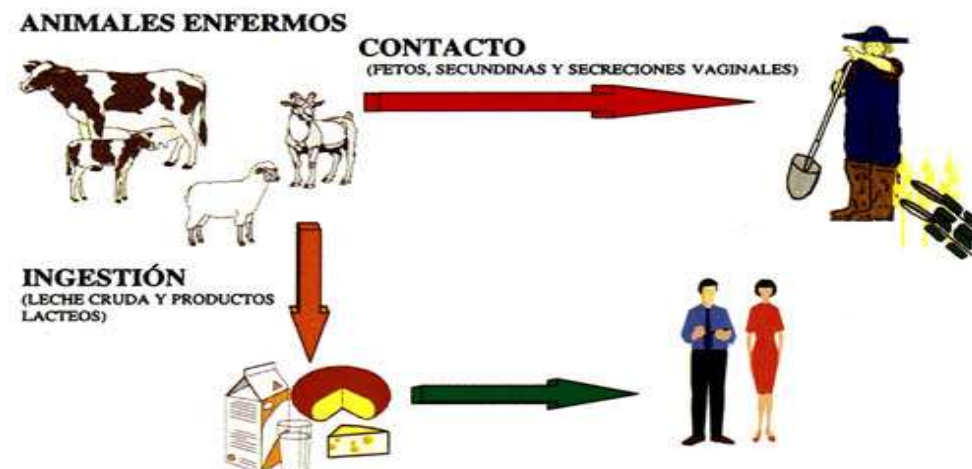 ANIMALES ENFERMOS
CONTACTO
(FETOS, SECUNDINAS Y SECRECIONES VAGINALES)
INGESTIÓN
(LECHE CRUDA Y PRODUCTOS
LACTEOS)